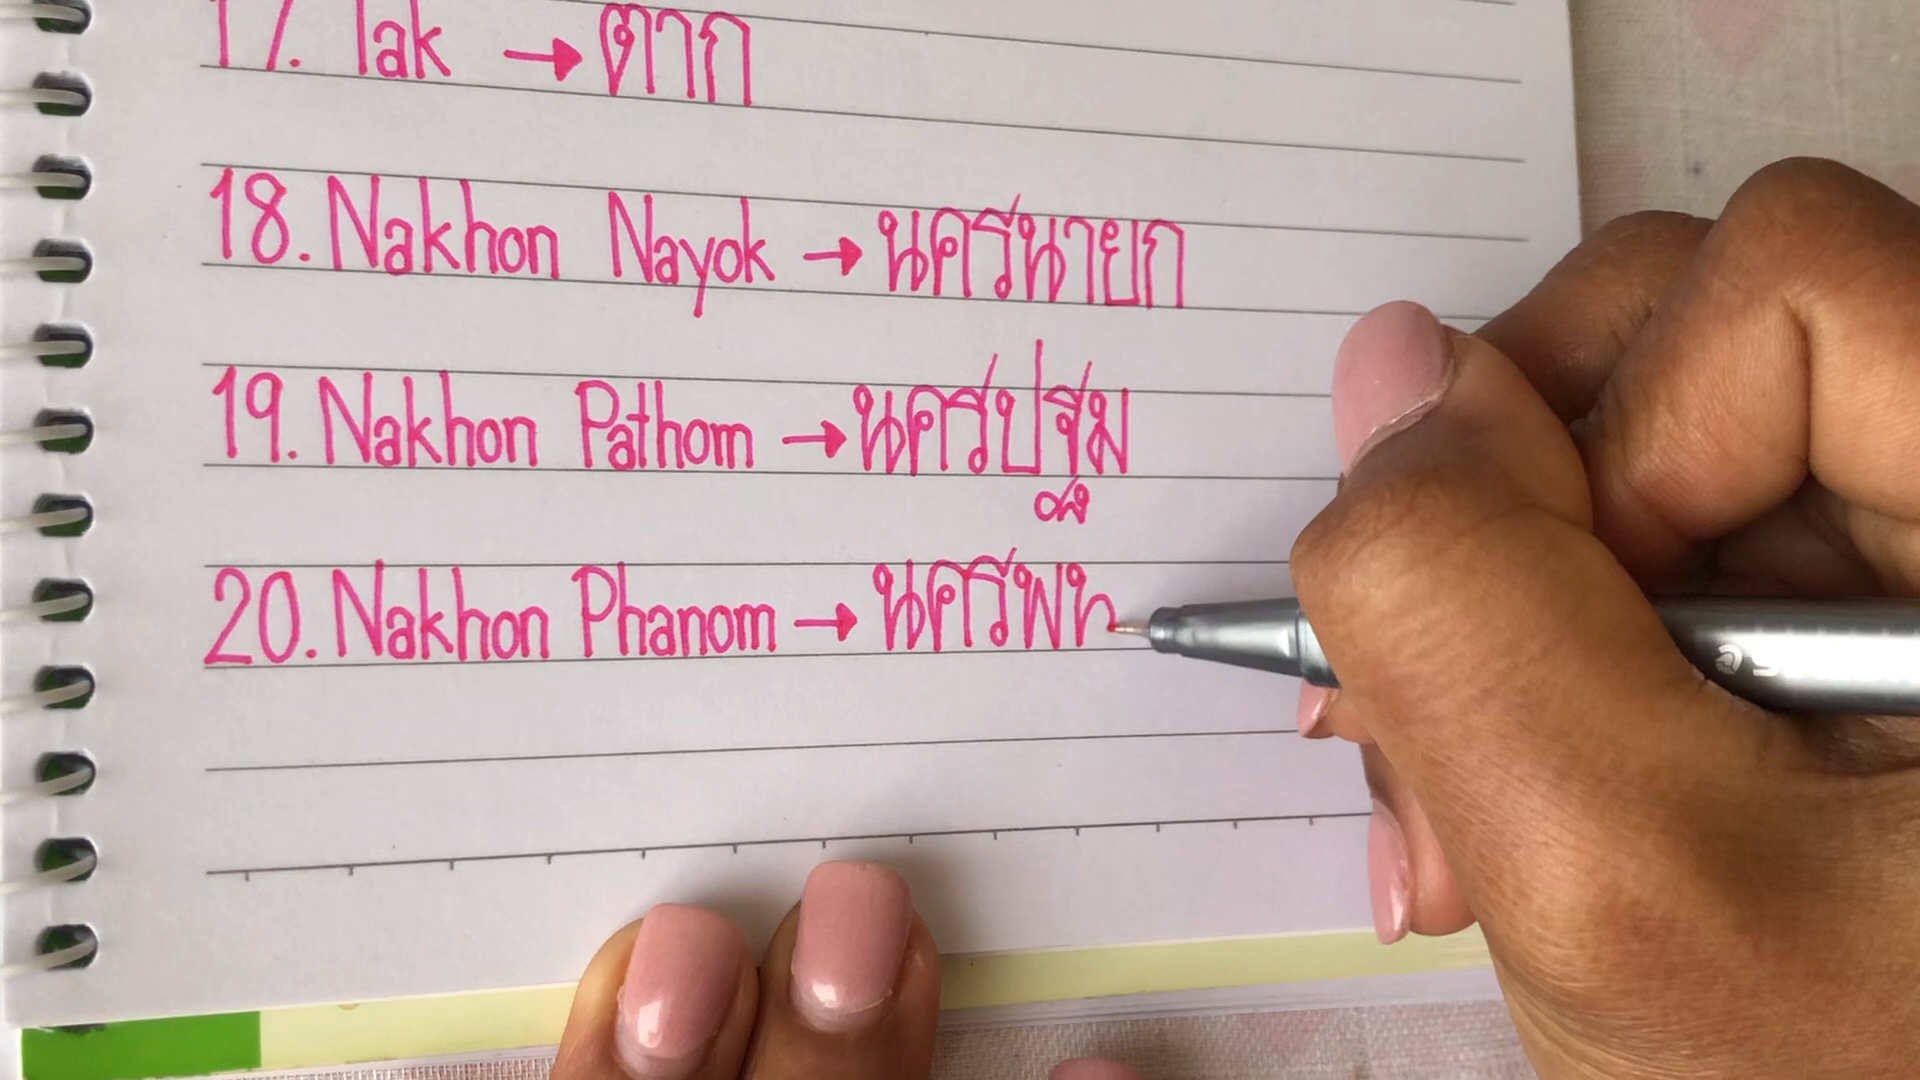 17. Tak → ตาก
18. Nakhon Nayok → นครนายก
19. Nakhon Pathom → นครปฐม
20. Nakhon Phanom → นครพน